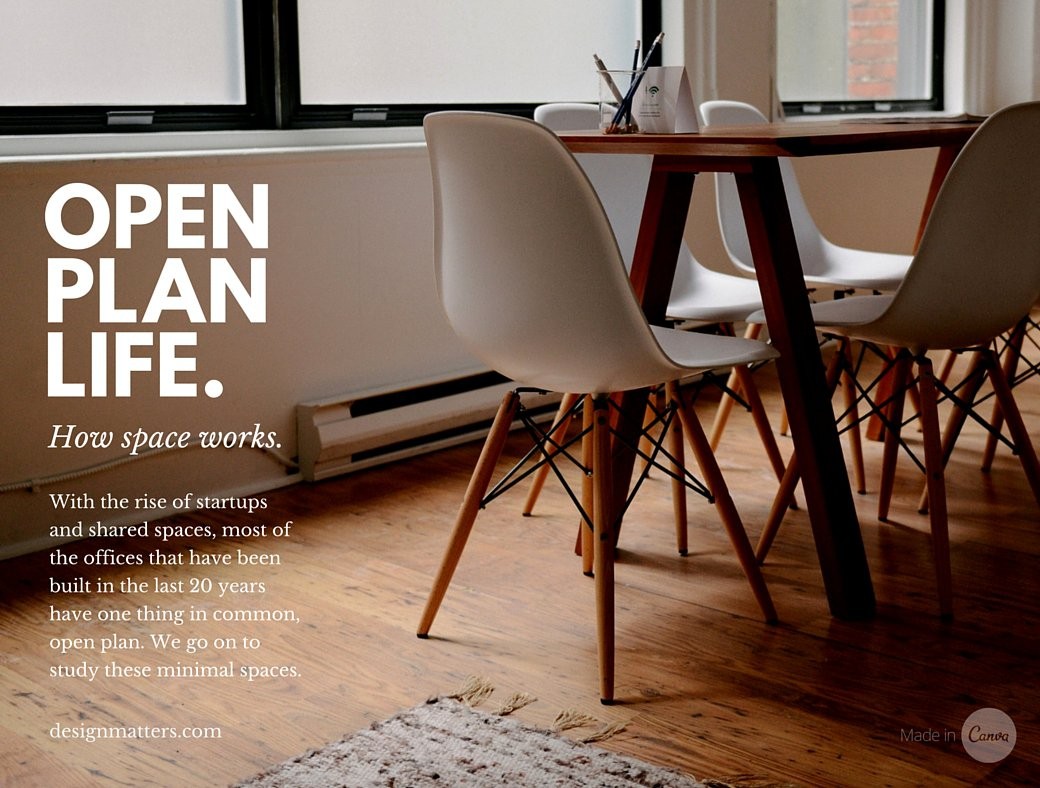 OPEN
PLAN
LIFE.
How space works.
With the rise of startups
and shared spaces, most of
the offices that have been
built in the last 20 years
have one thing in common,
open plan. We go on to
study these minimal spaces.
designmatters.com
Made in Canva